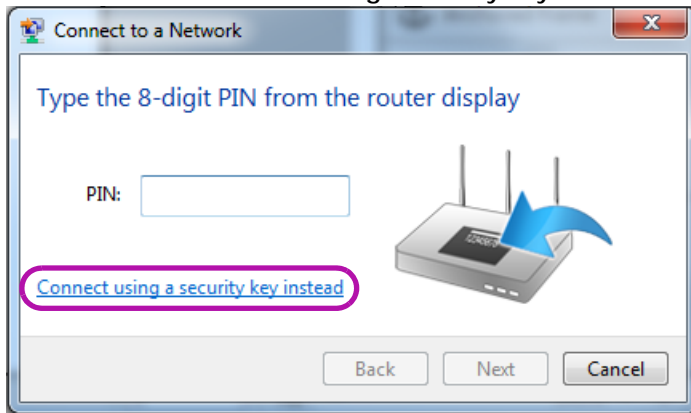 Connect to a Network
Type the 8-digit PIN from the router display
PIN:
12345678
Connect using a security key instead
Back Next Cancel